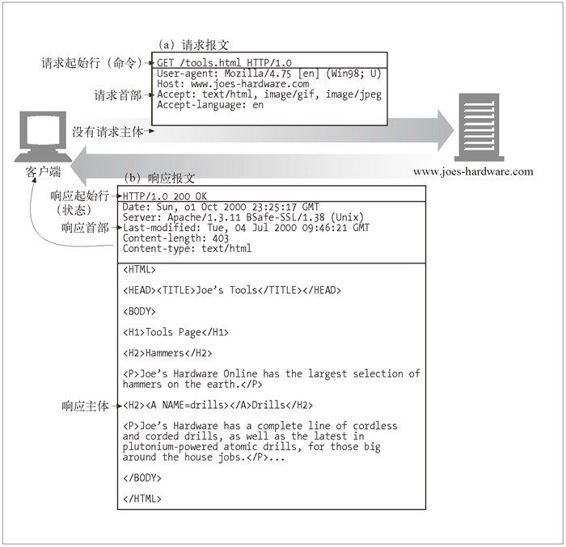 (a) 请求报文
请求起始行(命令)
GET /tools.html HTTP/1.0
User-agent: Mozilla/4.75 [en] (Win98; U)
Host: www.joes-hardware.com
请求首部
Accept: text/html, image/gif, image/jpeg
Accept-language: en
没有请求主体
客户端
www.joes-hardware.com
(b) 响应报文
响应起始行
(状态)
HTTP/1.0 200 OK
Date: Sun, o1 Oct 2000 23:25:17 GMT
Server: Apache/1.3.11 BSafe-SSL/1.38 (Unix)
响应首部
Last-modified: Tue, 04 Jul 2000 09:46:21 GMT
Content-length: 403
Content-type: text/html
<HTML>
<HEAD><TITLE>Joe's Tools</TITLE></HEAD>
<BODY>
<H1>Tools Page</H1>
<H2>Hammers</H2>
<P>Joe's Hardware Online has the largest selection of
hammers on the earth.</P>
响应主体
<H2><A NAME=drills></A>Drills</H2>
<P>Joe's Hardware has a complete line of cordless
and corded drills, as well as the latest in
plutonium-powered atomic drills, for those big
around the house jobs.</P>...
</BODY>
</HTML>